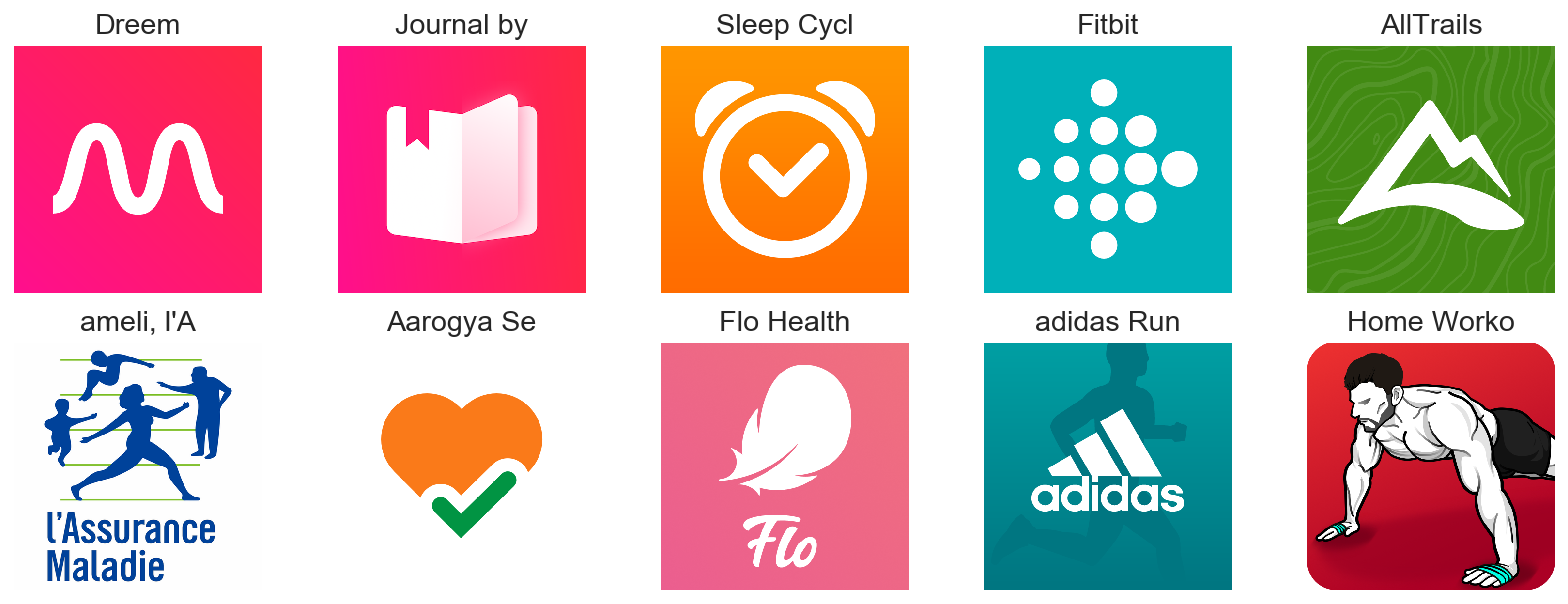 Dreem
Journal by
Sleep Cycl
Fitbit
AllTrails
ameli, l'A
Aarogya Se
Flo Health
adidas Run
Home Worko
l'Assurance
Maladie
Flo
adidas